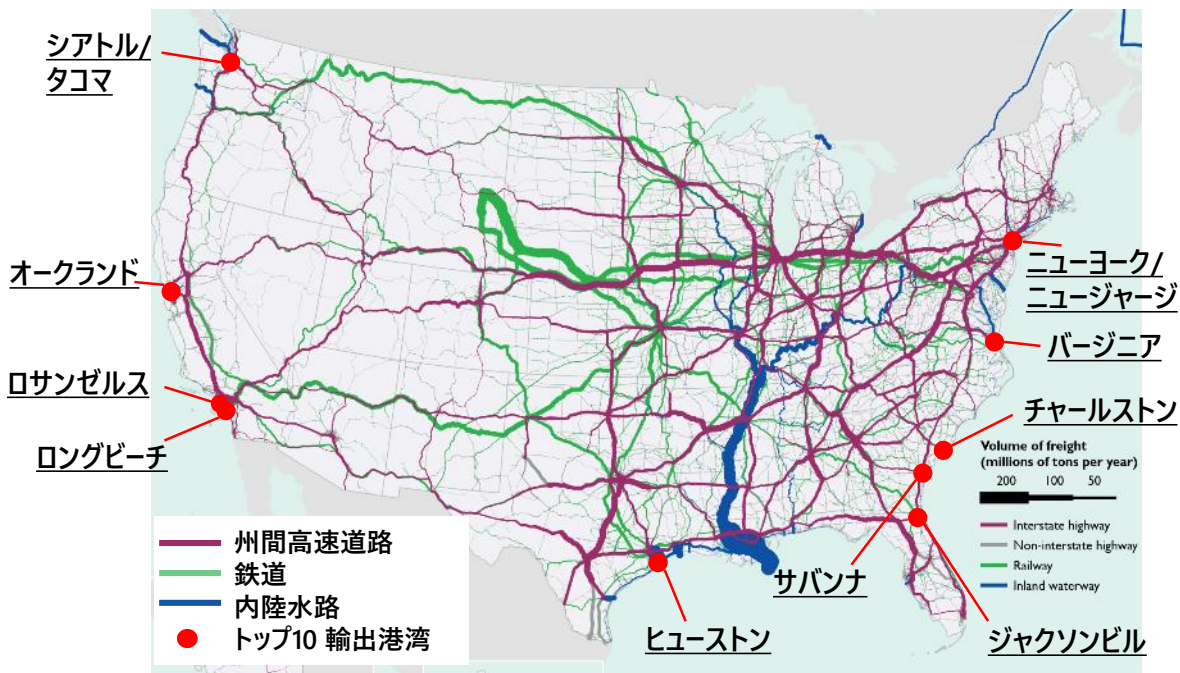 シアトル/
タコマ
オークランド
ロサンゼルス
ロングビーチ
ニューヨーク/
ニュージャージ
バージニア
チャールストン
Volume of freight
(millions of tons per year)
200 100 50
Interstate highway
Non-interstate highway
Railway
Inland waterway
州間高速道路
鉄道
内陸水路
トップ10 輸出港湾
サバンナ
ヒューストン
ジャクソンビル